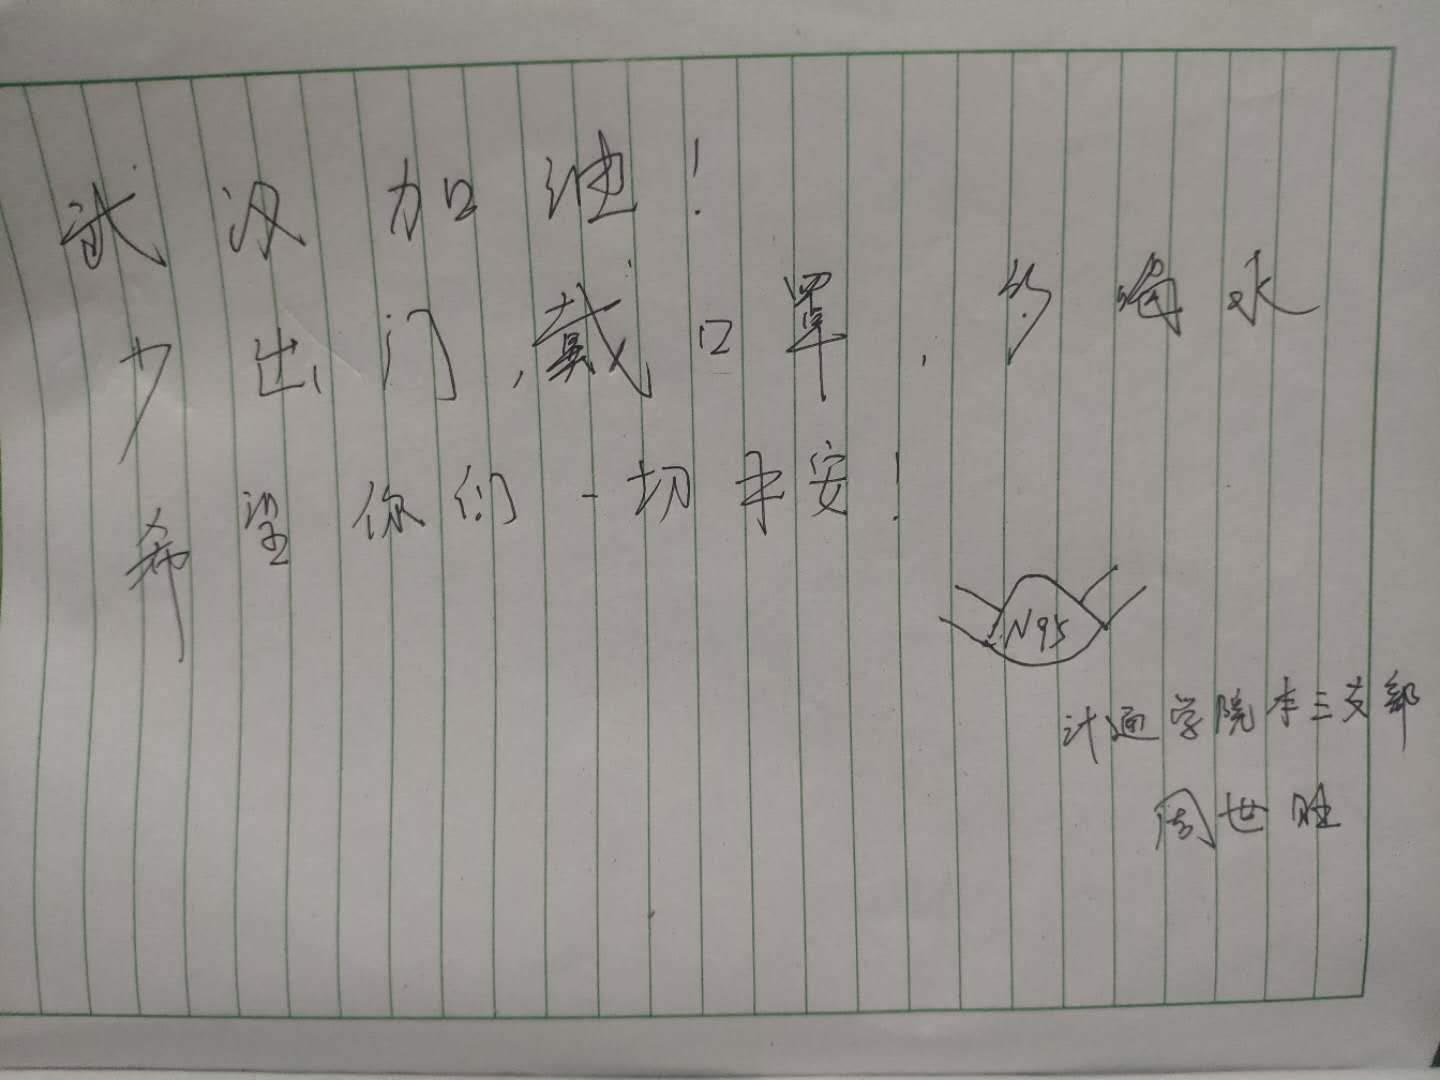 武汉加油！
少出门，戴口罩，多喝水
希望你们一切平安！
N95
计通学院本三支部
周世胜